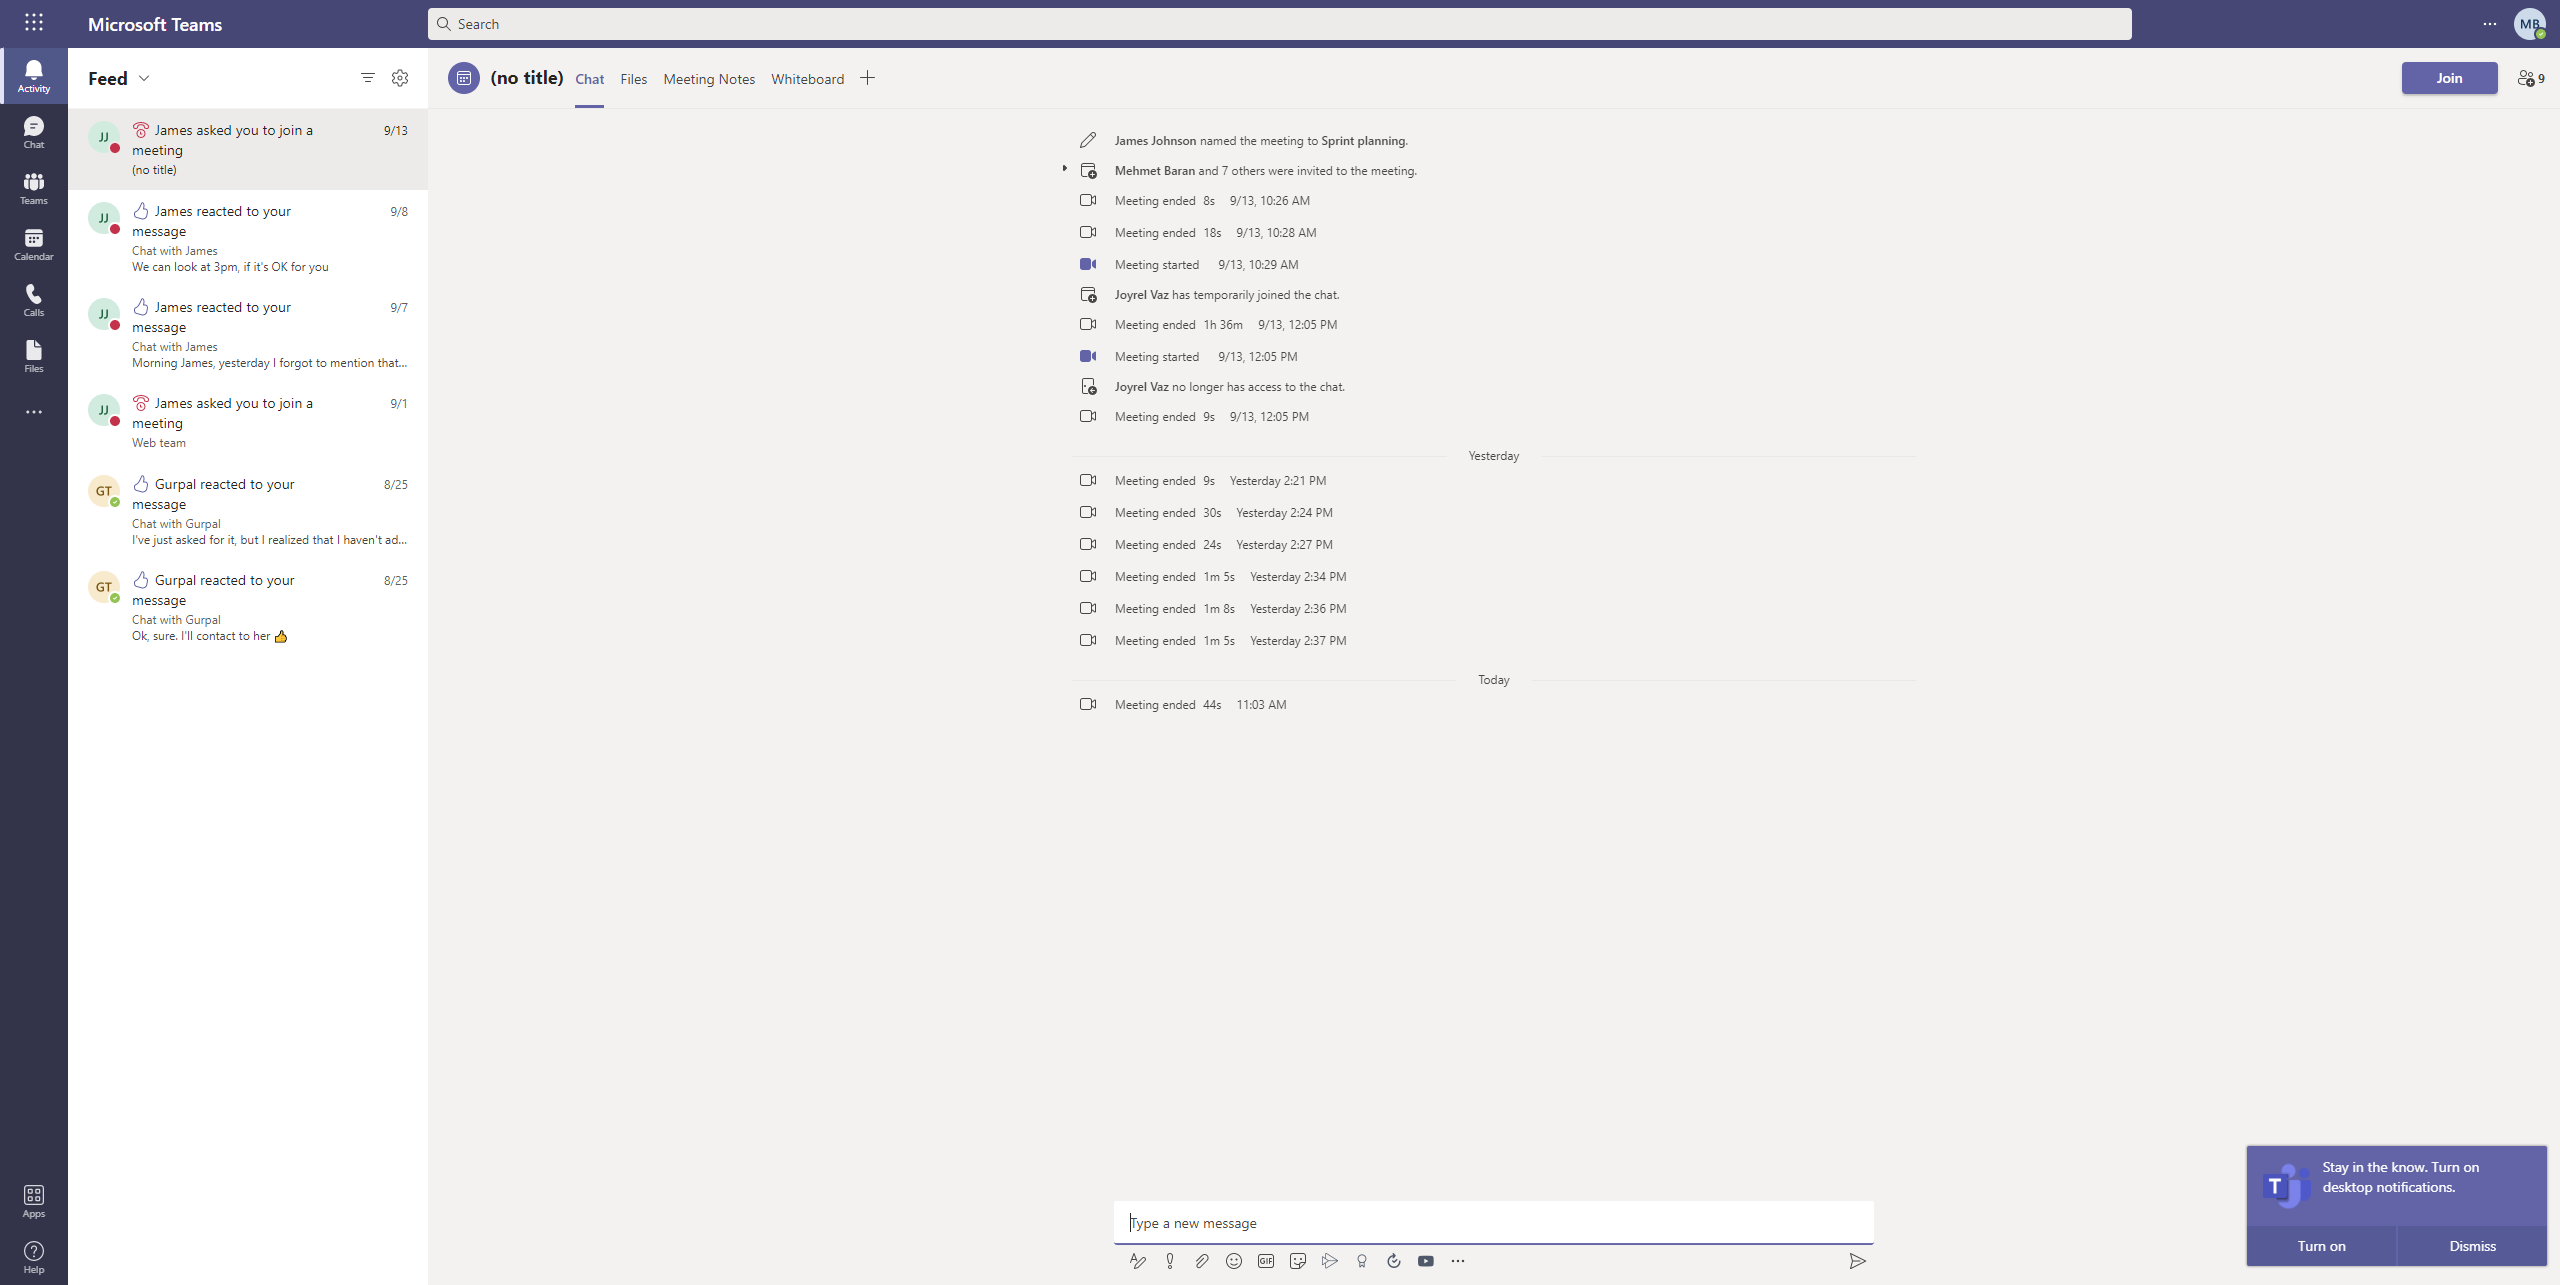 Microsoft Teams
Search
MB
Activity
Chat
Teams
Calendar
Calls
Files
Apps
Help
Feed
JJ
James asked you to join a
9/13
meeting
(no title)
JJ
James reacted to your
9/8
message
Chat with James
We can look at 3pm, if it's OK for you
JJ
James reacted to your
9/7
message
Chat with James
Morning James, yesterday I forgot to mention that...
JJ
James asked you to join a
9/1
meeting
Web team
GT
Gurpal reacted to your
8/25
message
Chat with Gurpal
I've just asked for it, but I realized that I haven't ad...
GT
Gurpal reacted to your
8/25
message
Chat with Gurpal
Ok, sure. I'll contact to her 👍
(no title) Chat Files Meeting Notes Whiteboard
Join
9
James Johnson named the meeting to Sprint planning.
Mehmet Baran and 7 others were invited to the meeting.
Meeting ended 8s 9/13, 10:26 AM
Meeting ended 18s 9/13, 10:28 AM
Meeting started 9/13, 10:29 AM
Joyrel Vaz has temporarily joined the chat.
Meeting ended 1h 36m 9/13, 12:05 PM
Meeting started 9/13, 12:05 PM
Joyrel Vaz no longer has access to the chat.
Meeting ended 9s 9/13, 12:05 PM
Yesterday
Meeting ended 9s Yesterday 2:21 PM
Meeting ended 30s Yesterday 2:24 PM
Meeting ended 24s Yesterday 2:27 PM
Meeting ended 1m 5s Yesterday 2:34 PM
Meeting ended 1m 8s Yesterday 2:36 PM
Meeting ended 1m 5s Yesterday 2:37 PM
Today
Meeting ended 44s 11:03 AM
Type a new message
GIF
T
Stay in the know. Turn on
desktop notifications.
Turn on
Dismiss